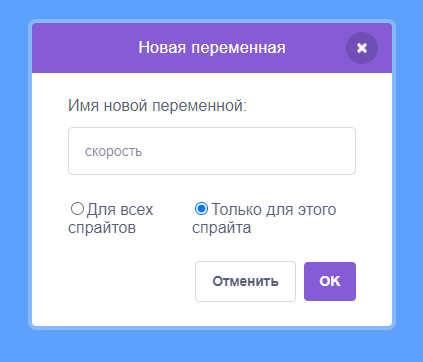 Новая переменная
Имя новой переменной:
скорость
Для всех
спрайтов
Только для этого
спрайта
Отменить
OK